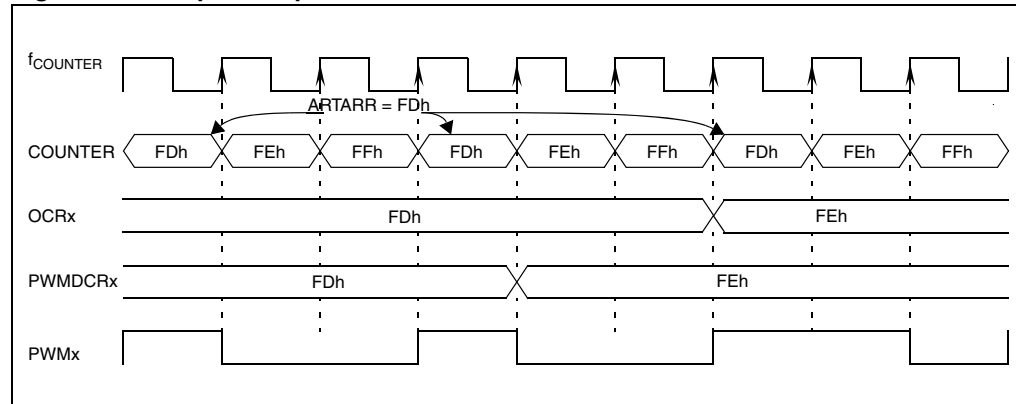 fCOUNTER
ARTARR = FDh
COUNTER FDh FEh FFh FDh FEh FFh FDh FEh FFh
OCRx FDh FEh
PWMDCRx FDh FEh
PWMx